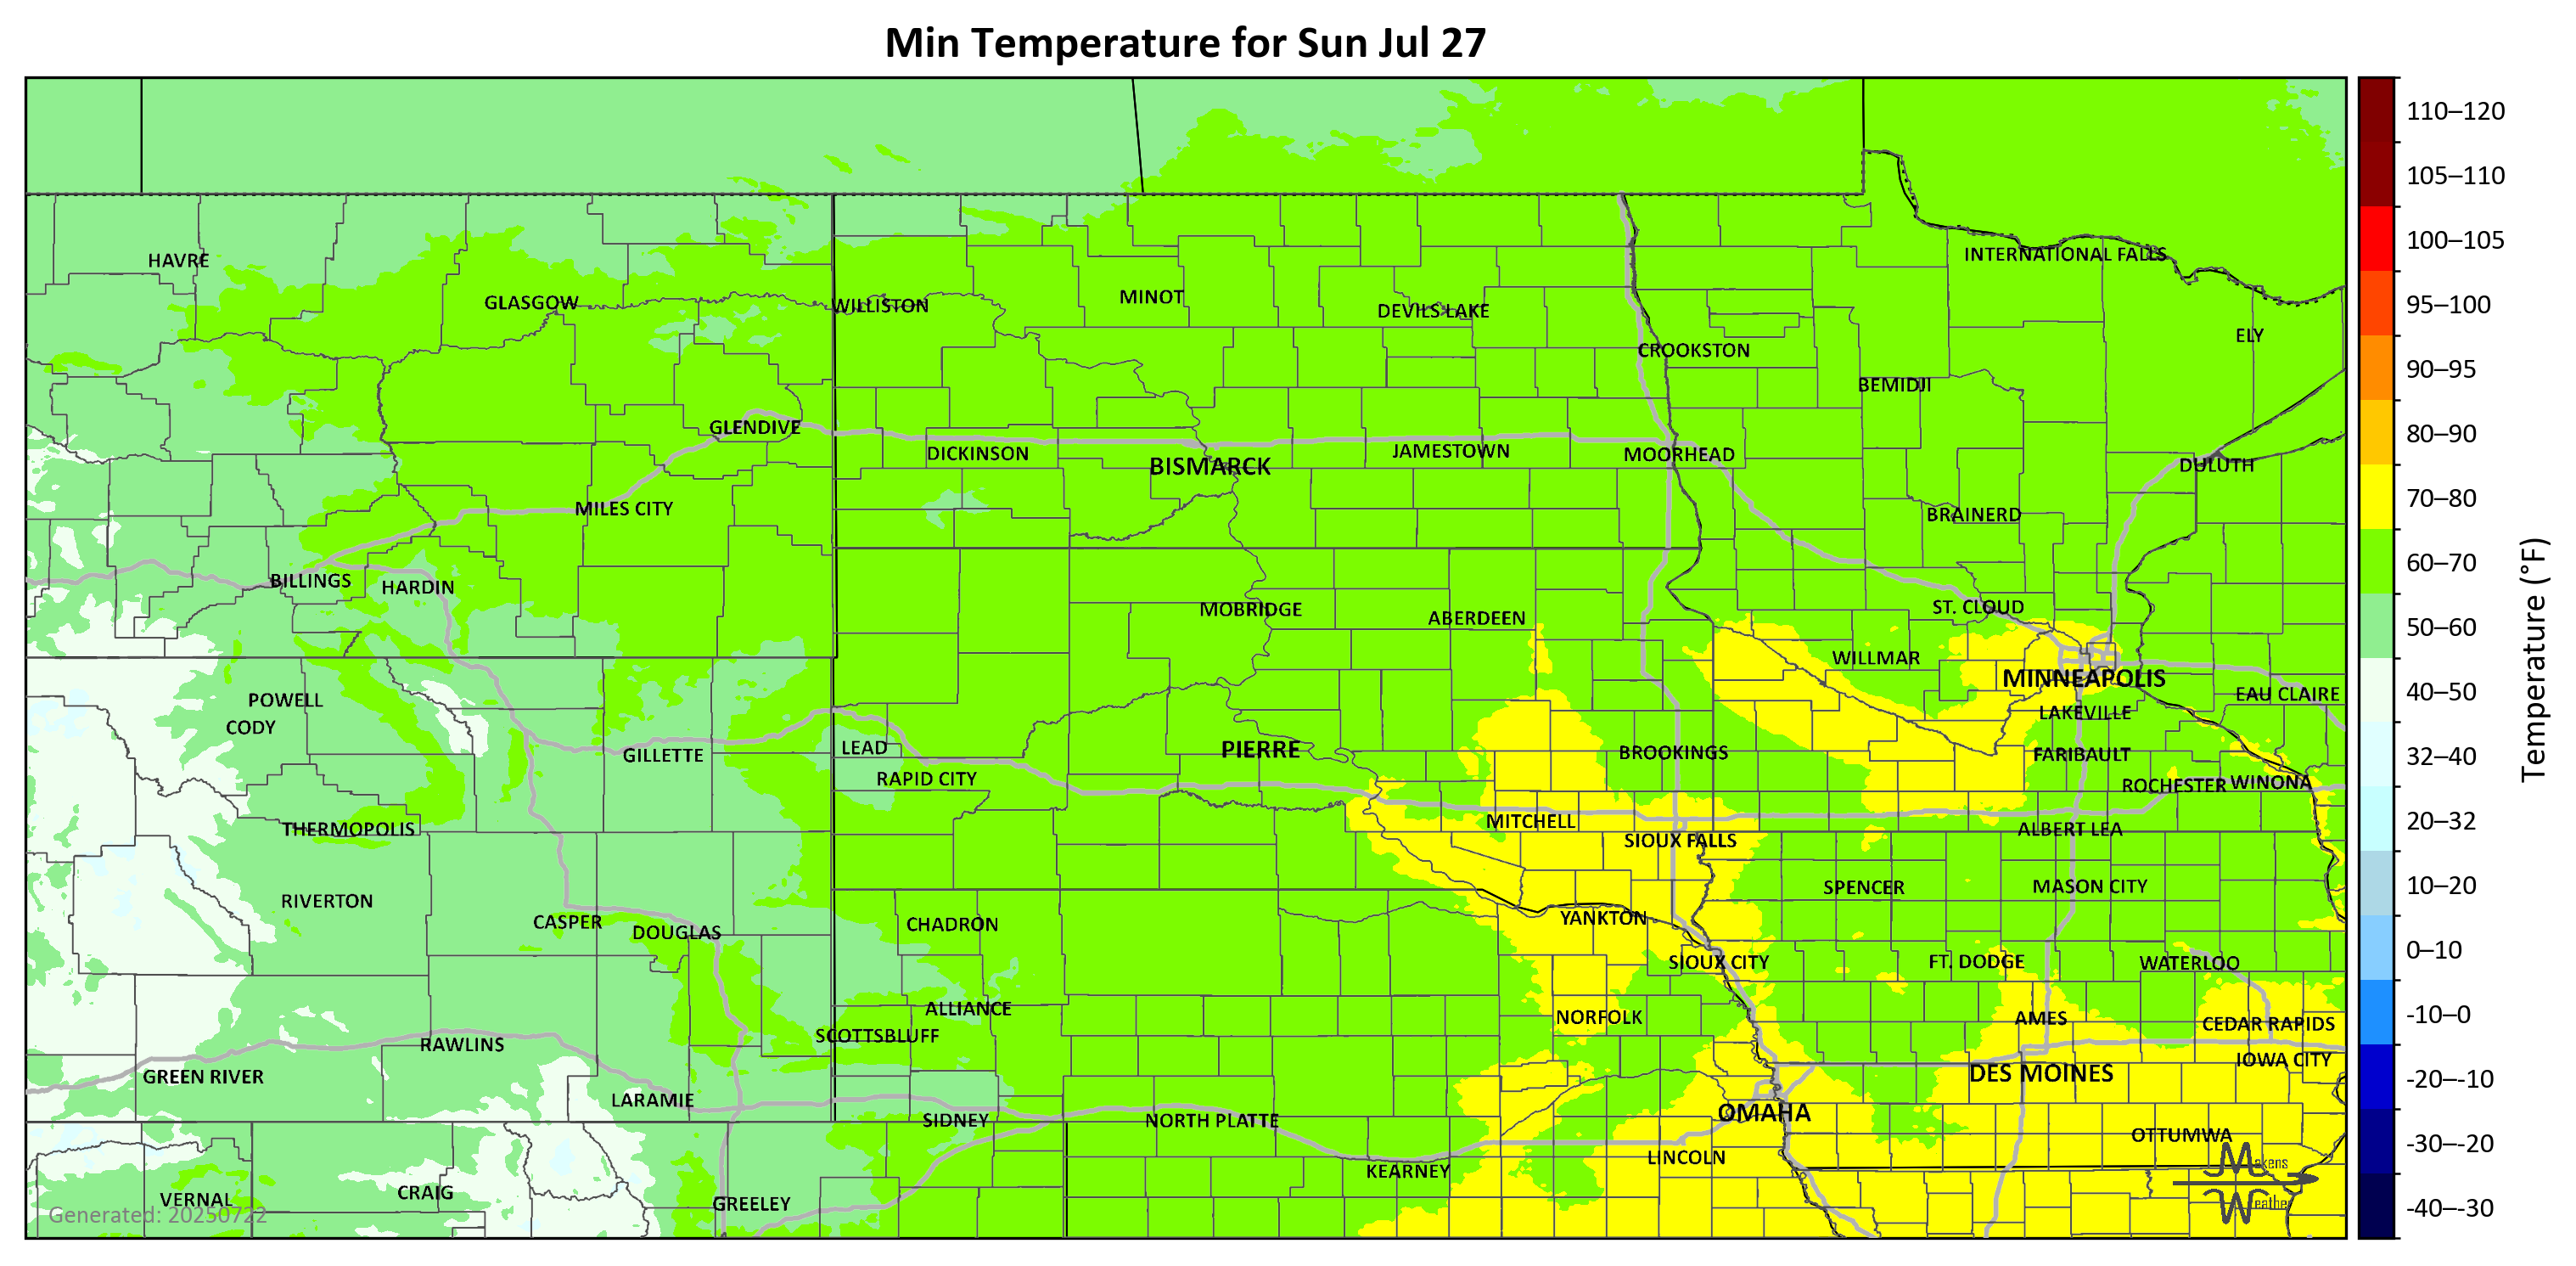 Min Temperature for Sun Jul 27
110–120
105–110
100–105
95–100
90–95
80–90
70–80
60–70
50–60
40–50
32–40
20–32
10–20
0–10
-10–0
-20–-10
-30–-20
-40–-30
Temperature (°F)
HAVRE
INTERNATIONAL FALLS
GLASGOW
WILLISTON
MINOT
DEVILS LAKE
ELY
CROOKSTON
BEMIDJI
GLENDIVE
DICKINSON
BISMARCK
JAMESTOWN
MOORHEAD
DULUTH
MILES CITY
BRAINERD
BILLINGS
HARDIN
MOBRIDGE
ABERDEEN
ST. CLOUD
WILLMAR
MINNEAPOLIS
POWELL
EAU CLAIRE
CODY
LAKEVILLE
GILLETTE
LEAD
PIERRE
BROOKINGS
FARIBAULT
RAPID CITY
ROCHESTER
WINONA
THERMOPOLIS
MITCHELL
SIOUX FALLS
ALBERT LEA
RIVERTON
SPENCER
MASON CITY
CASPER
DOUGLAS
CHADRON
YANKTON
SIOUX CITY
FT. DODGE
WATERLOO
ALLIANCE
NORFOLK
AMES
CEDAR RAPIDS
SCOTTSBLUFF
RAWLINS
IOWA CITY
GREEN RIVER
DES MOINES
LARAMIE
SIDNEY
NORTH PLATTE
OMAHA
OTTUMWA
LINCOLN
KEARNEY
VERNAL
CRAIG
GREELEY
Makens
Weather
Generated: 20250722